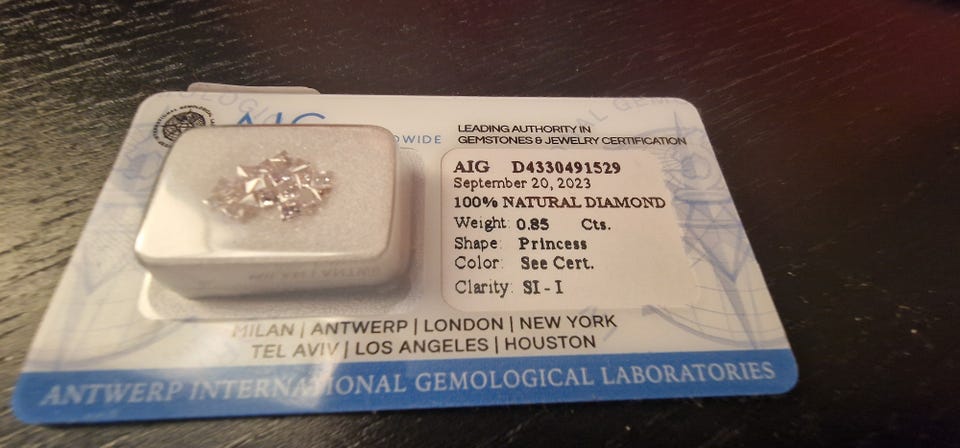 AIG
DWIDE
LEADING AUTHORITY IN
GEMSTONES & JEWELRY CERTIFICATION
AIG D4330491529
September 20, 2023
100% NATURAL DIAMOND
Weight: 0.85 Cts.
Shape: Princess
Color: See Cert.
Clarity: SI - I
MILAN | ANTWERP | LONDON | NEW YORK
TEL AVIV | LOS ANGELES | HOUSTON
ANTWERP INTERNATIONAL GEMOLOGICAL LABORATORIES